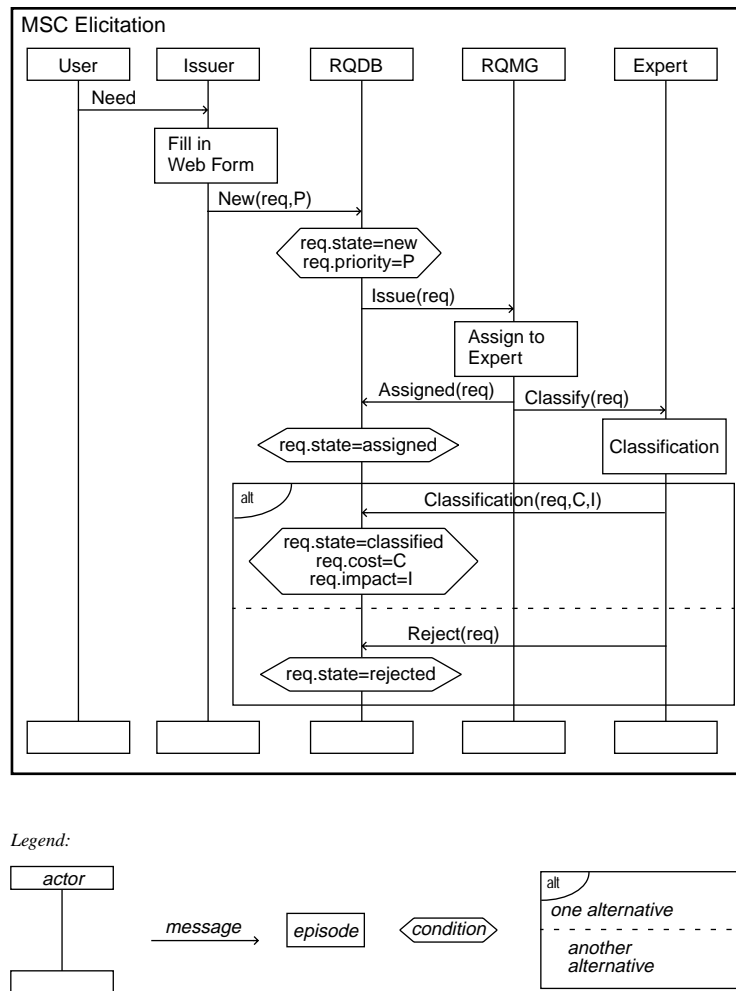 MSC Elicitation
User
Issuer
RQDB
RQMG
Expert
Need
Fill in
Web Form
New(req,P)
req.state=new
req.priority=P
Issue(req)
Assign to
Expert
Assigned(req)
Classify(req)
req.state=assigned
Classification
alt
Classification(req,C,I)
req.state=classified
req.cost=C
req.impact=I
Reject(req)
req.state=rejected
Legend:
actor
message
episode
condition
alt
one alternative
another
alternative